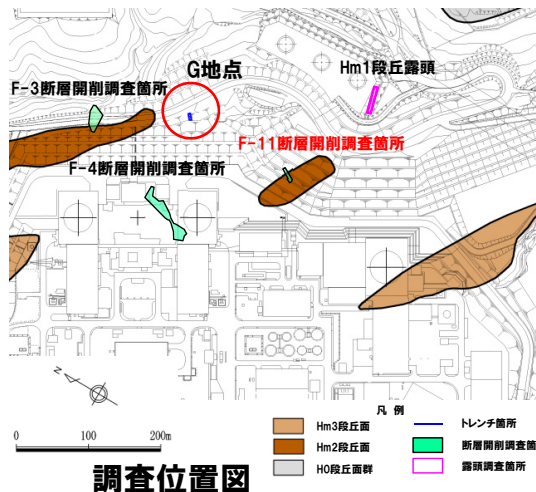 G地点
Hm1段丘露頭
F-3断層開削調査箇所
F-11断層開削調査箇所
F-4断層開削調査箇所
N
凡 例
Hm3段丘面
トレンチ箇所
Hm2段丘面
断層開削調査箇
H0段丘面群
露頭調査箇所
0 100 200m
調査位置図